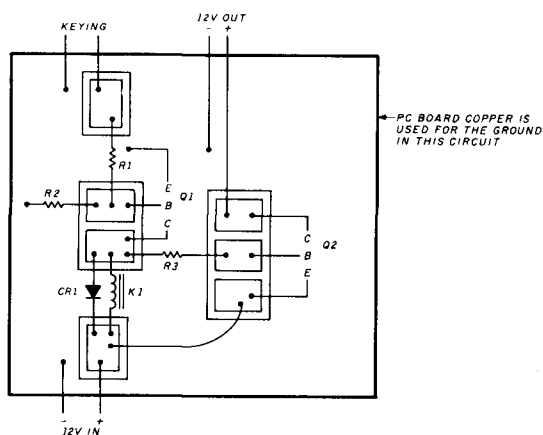 KEYING
12V OUT
- +
PC BOARD COPPER IS
USED FOR THE GROUND
IN THIS CIRCUIT
R1
E
R2
B
Q1
C
C
Q2
R3
B
E
CR1
K1
- +
12V IN